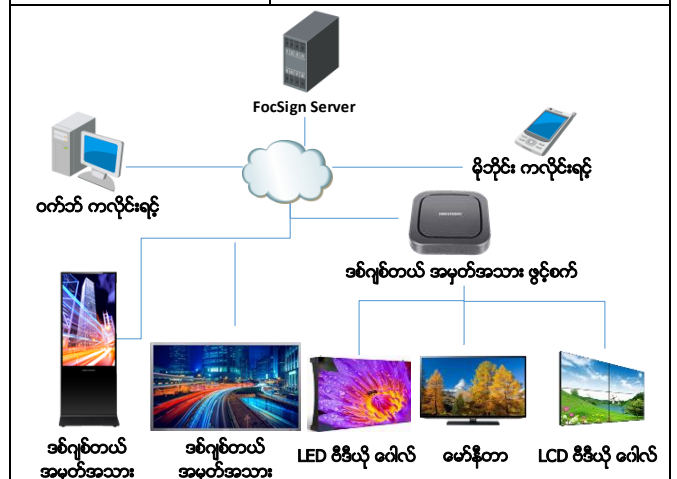 FocSign Server
ဝက်ဘ် ကလိုင်းရင့်
မိုဘိုင်း ကလိုင်းရင့်
HIKVISION
ဒစ်ဂျစ်တယ် အမှတ်အသား ဖွင့်စက်
ဒစ်ဂျစ်တယ်
အမှတ်အသား
ဒစ်ဂျစ်တယ်
အမှတ်အသား
LED ဗီဒီယို ဝေါလ်
မော်နီတာ
LCD ဗီဒီယို ဝေါလ်